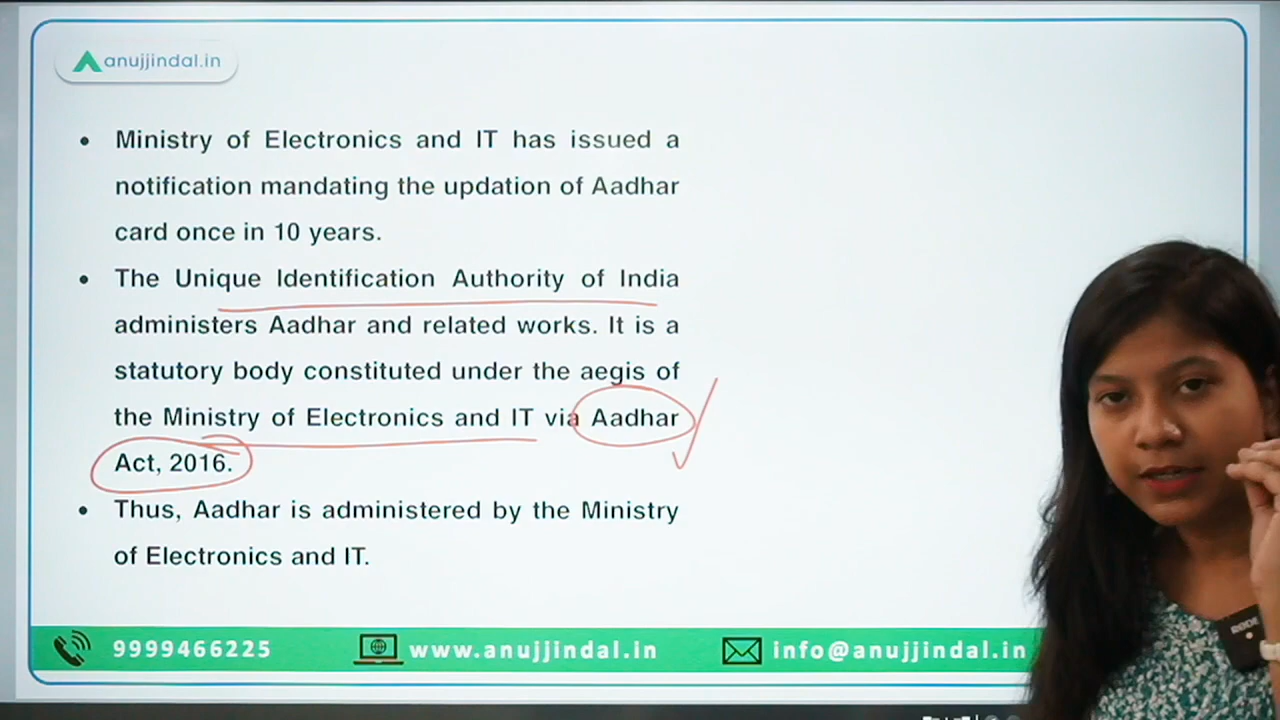 anujjindal.in
Ministry of Electronics and IT has issued a
notification mandating the updation of Aadhar
card once in 10 years.
The Unique Identification Authority of India
administers Aadhar and related works. It is a
statutory body constituted under the aegis of
the Ministry of Electronics and IT via Aadhar
Act, 2016.
Thus, Aadhar is administered by the Ministry
of Electronics and IT.
9999466225 www.anujjindal.in info@anujjindal.in
RODE